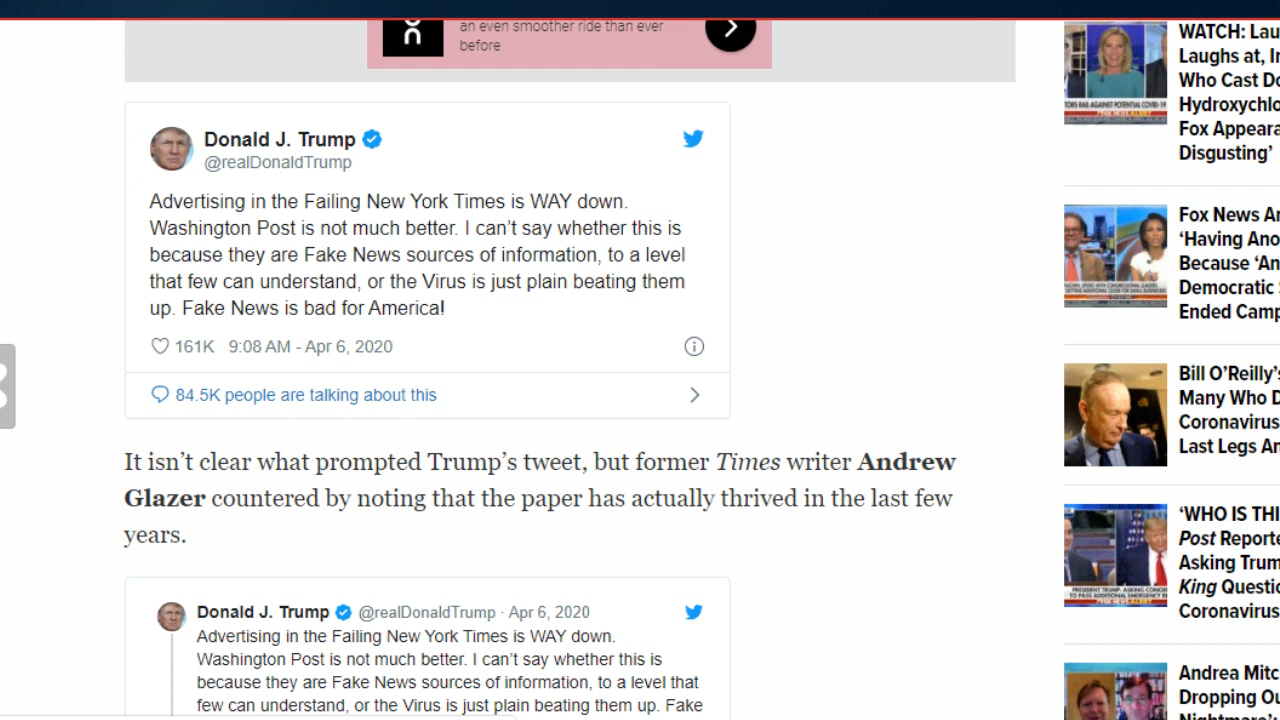 an even smoother ride than ever
before
Donald J. Trump
@realDonaldTrump
Advertising in the Failing New York Times is WAY down.
Washington Post is not much better. I can’t say whether this is
because they are Fake News sources of information, to a level
that few can understand, or the Virus is just plain beating them
up. Fake News is bad for America!
161K 9:08 AM - Apr 6, 2020
84.5K people are talking about this
It isn’t clear what prompted Trump’s tweet, but former Times writer Andrew
Glazer countered by noting that the paper has actually thrived in the last few
years.
Donald J. Trump @realDonaldTrump · Apr 6, 2020
Advertising in the Failing New York Times is WAY down.
Washington Post is not much better. I can’t say whether this is
because they are Fake News sources of information, to a level that
few can understand, or the Virus is just plain beating them up. Fake
WATCH: Lau
Laughs at, I
Who Cast Do
Hydroxychlo
Fox Appeara
Disgusting’
Fox News A
‘Having Ano
Because ‘An
Democratic
Ended Camp
Bill O’Reilly’s
Many Who D
Coronavirus
Last Legs An
‘WHO IS THI
Post Reporte
Asking Trum
King Questio
Coronavirus
Andrea Mitc
Dropping Ou